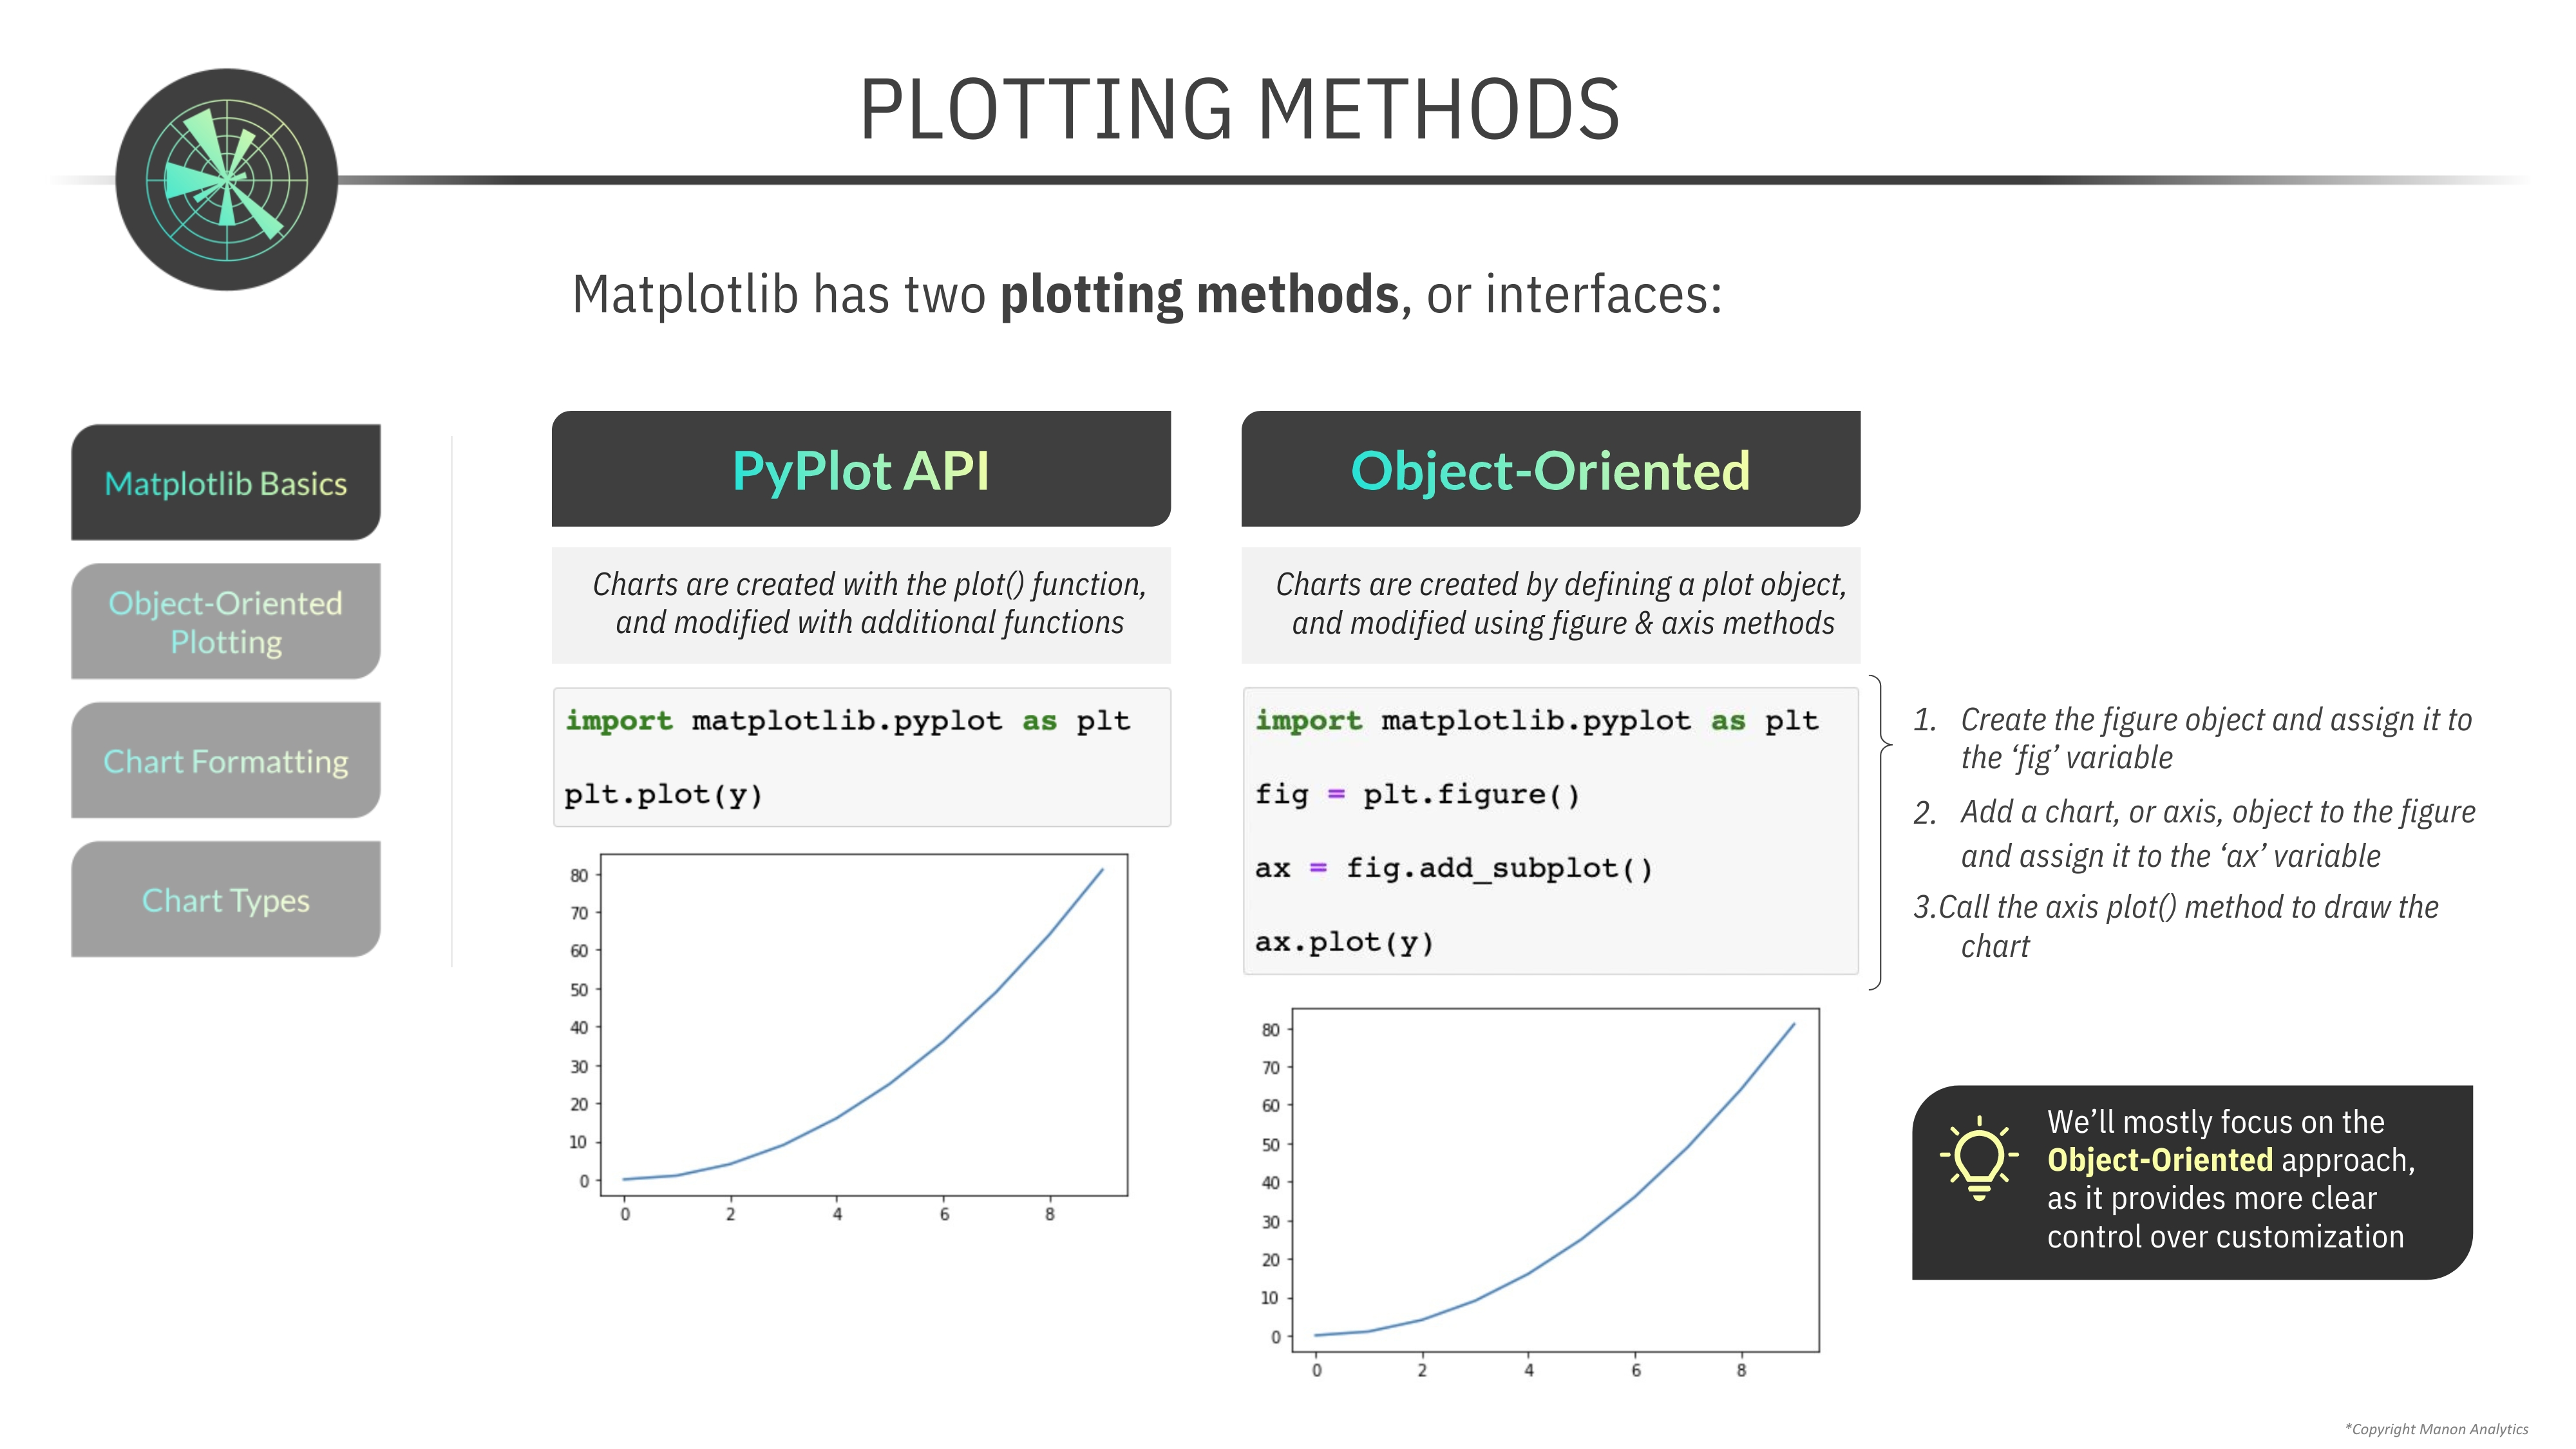 PLOTTING METHODS
Matplotlib has two plotting methods, or interfaces:
Matplotlib Basics
Object-Oriented
Plotting
Chart Formatting
Chart Types
PyPlot API
Charts are created with the plot() function,
and modified with additional functions
import matplotlib.pyplot as plt
plt.plot(y)
80
70
60
50
40
30
20
10
0
0 2 4 6 8
Object-Oriented
Charts are created by defining a plot object,
and modified using figure & axis methods
import matplotlib.pyplot as plt
fig = plt.figure()
ax = fig.add_subplot()
ax.plot(y)
80
70
60
50
40
30
20
10
0
0 2 4 6 8
1. Create the figure object and assign it to
the ‘fig’ variable
2. Add a chart, or axis, object to the figure
and assign it to the ‘ax’ variable
3.Call the axis plot() method to draw the
chart
We’ll mostly focus on the
Object-Oriented approach,
as it provides more clear
control over customization
*Copyright Manon Analytics